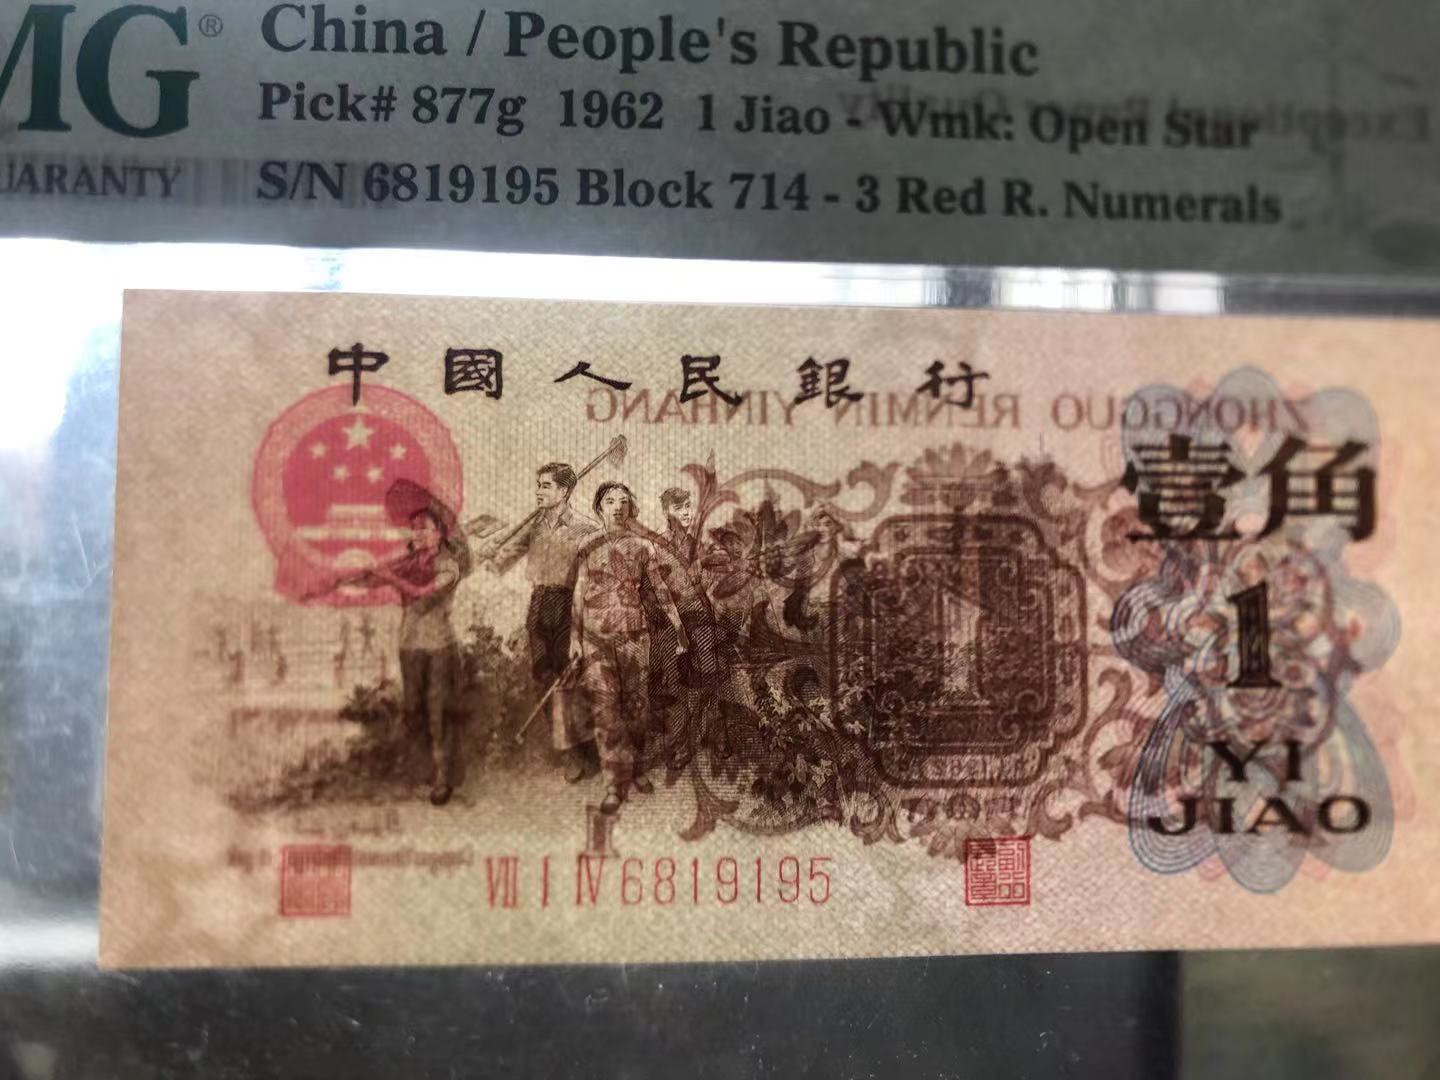 MG®
China / People's Republic
Pick# 877g 1962 1 Jiao - Wmk: Open Star
UARANTY
S/N 6819195 Block 714 - 3 Red R. Numerals
中國人民銀行
ZHONGGUO RENMIN YINHANG
壹角
1
YI
JIAO
VII I IV 6819195